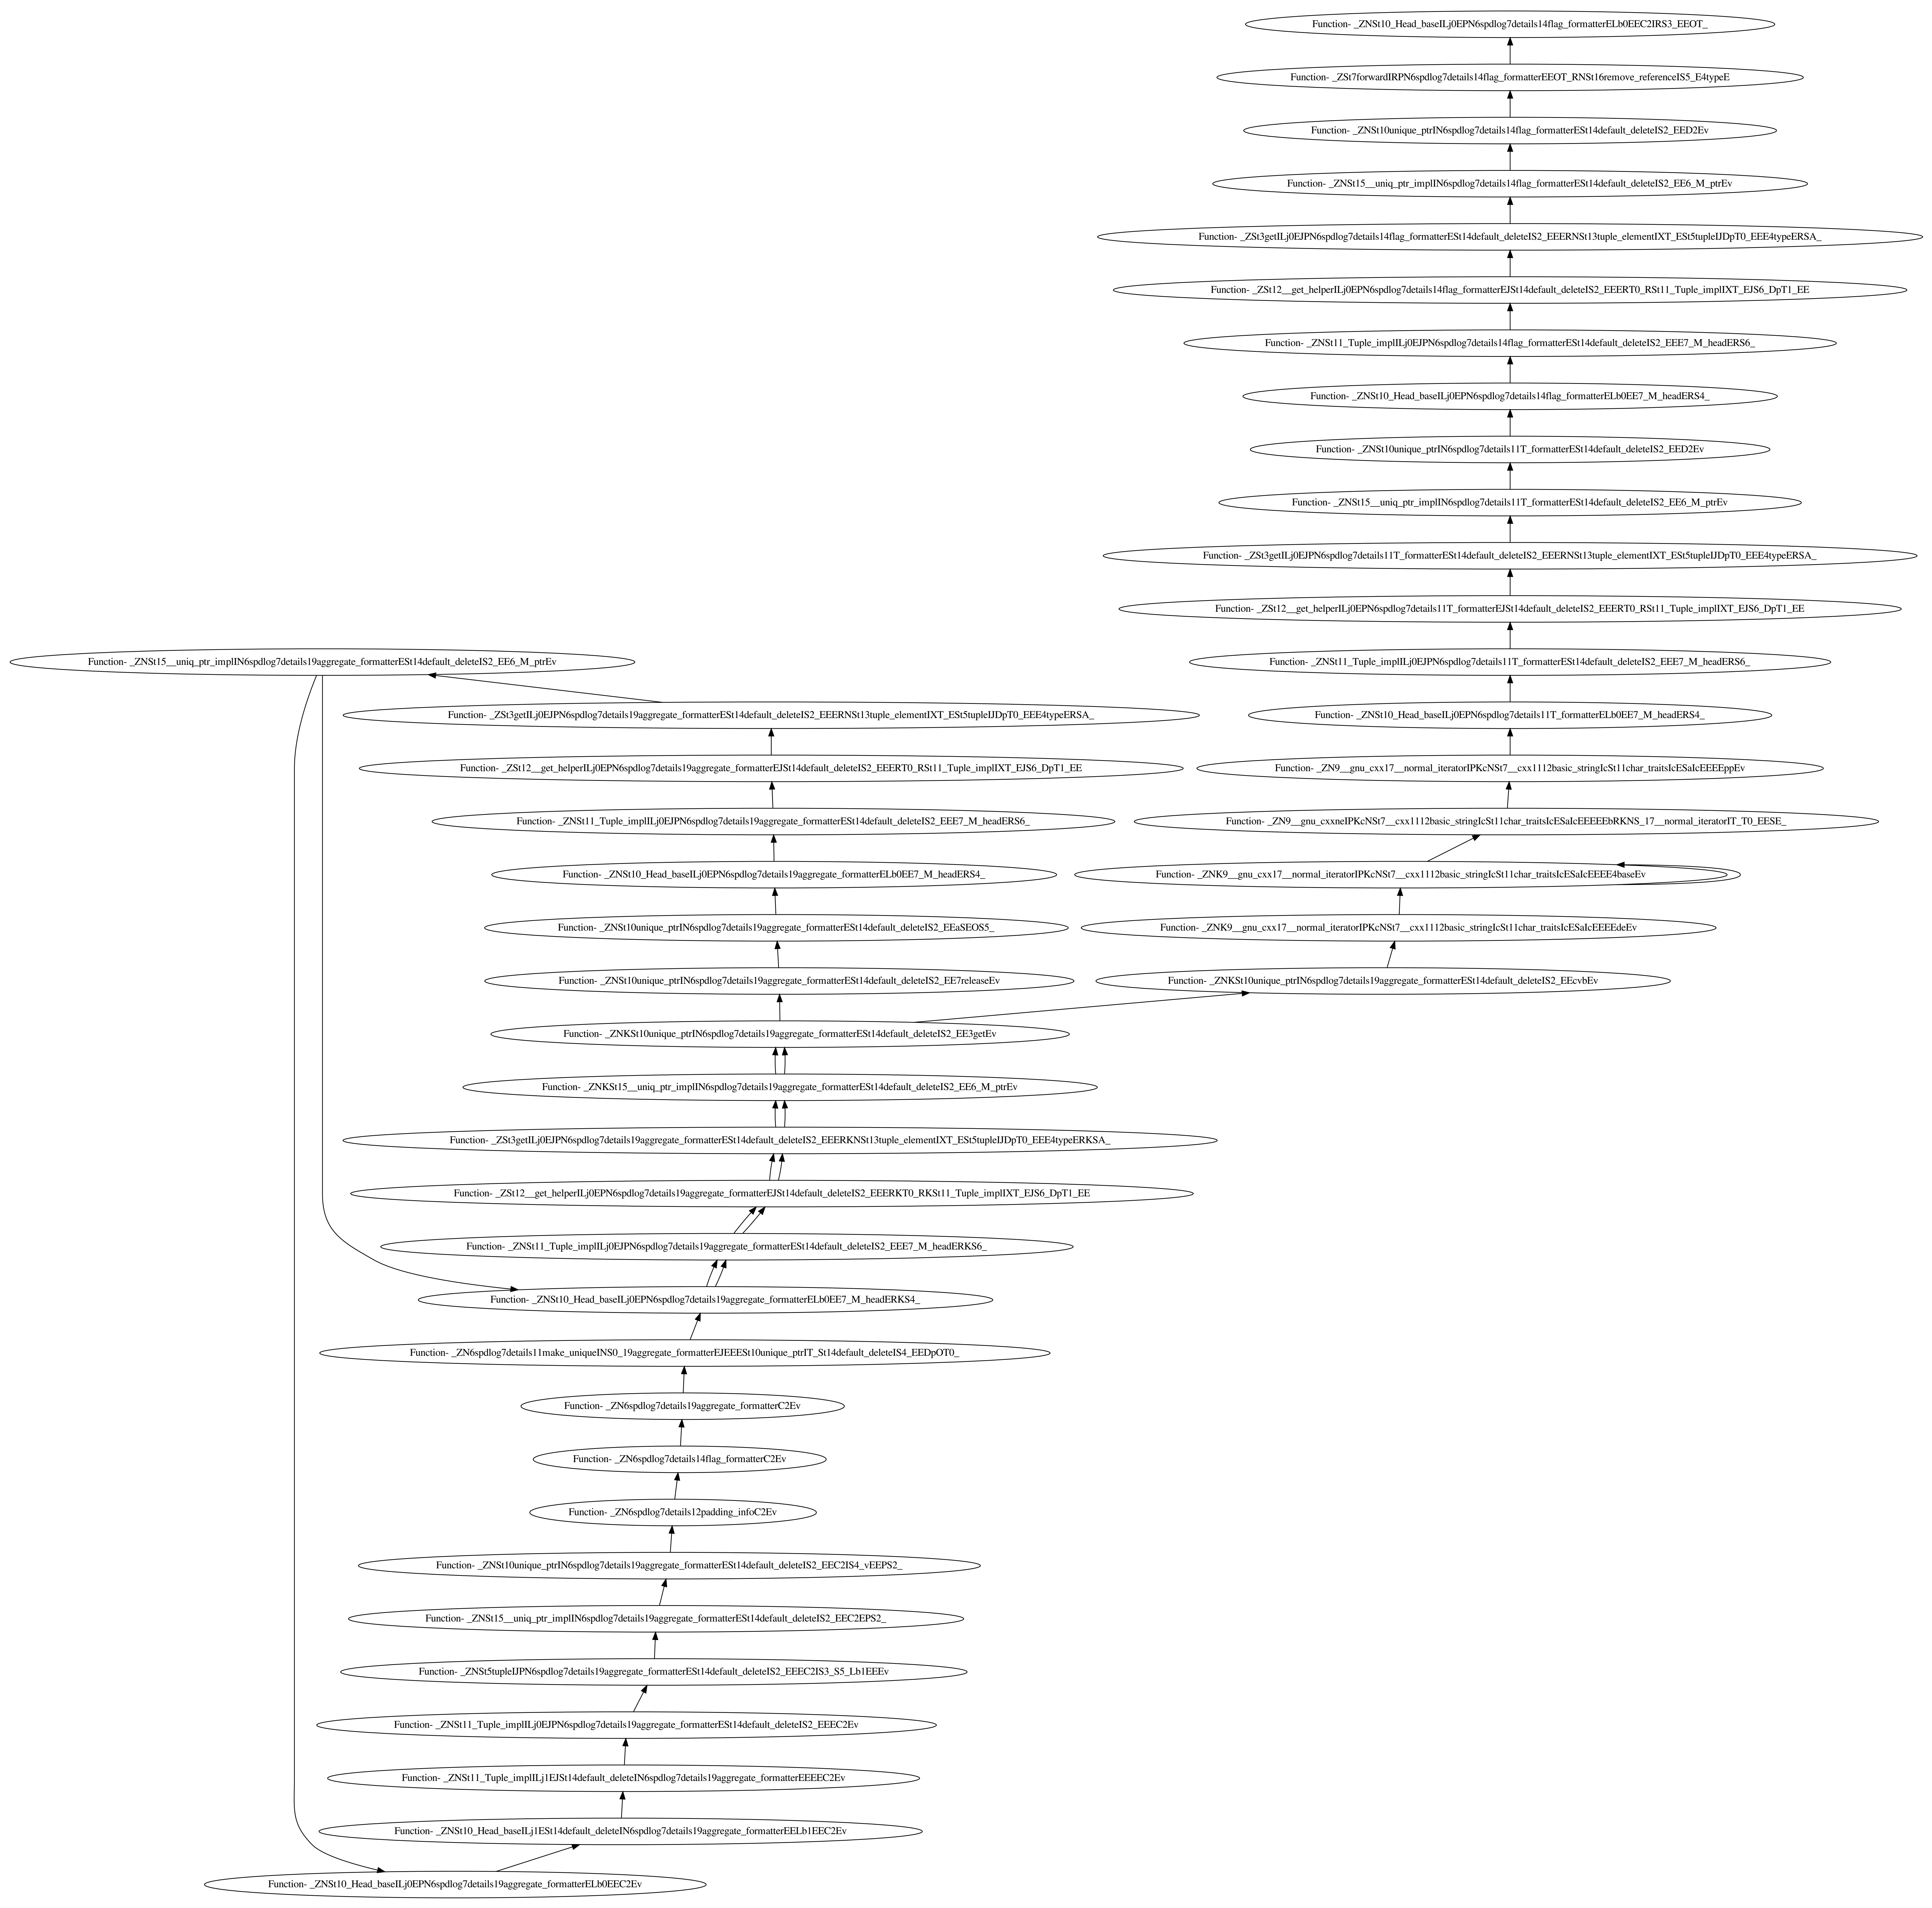 Function- _ZNSt10_Head_baseILj0EPN6spdlog7details14flag_formatterELb0EEC2IRS3_EEOT_
Function- _ZSt7forwardIRPN6spdlog7details14flag_formatterEEOT_RNSt16remove_referenceIS5_E4typeE
Function- _ZNSt10unique_ptrIN6spdlog7details14flag_formatterESt14default_deleteIS2_EED2Ev
Function- _ZNSt15__uniq_ptr_implIN6spdlog7details14flag_formatterESt14default_deleteIS2_EE6_M_ptrEv
Function- _ZSt3getILj0EJPN6spdlog7details14flag_formatterESt14default_deleteIS2_EEERNSt13tuple_elementIXT_ESt5tupleIJDpT0_EEE4typeERSA_
Function- _ZSt12__get_helperILj0EPN6spdlog7details14flag_formatterEJSt14default_deleteIS2_EEERT0_RSt11_Tuple_implIXT_EJS6_DpT1_EE
Function- _ZNSt11_Tuple_implILj0EJPN6spdlog7details14flag_formatterESt14default_deleteIS2_EEE7_M_headERS6_
Function- _ZNSt10_Head_baseILj0EPN6spdlog7details14flag_formatterELb0EE7_M_headERS4_
Function- _ZNSt10unique_ptrIN6spdlog7details11T_formatterESt14default_deleteIS2_EED2Ev
Function- _ZNSt15__uniq_ptr_implIN6spdlog7details11T_formatterESt14default_deleteIS2_EE6_M_ptrEv
Function- _ZSt3getILj0EJPN6spdlog7details11T_formatterESt14default_deleteIS2_EEERNSt13tuple_elementIXT_ESt5tupleIJDpT0_EEE4typeERSA_
Function- _ZSt12__get_helperILj0EPN6spdlog7details11T_formatterEJSt14default_deleteIS2_EEERT0_RSt11_Tuple_implIXT_EJS6_DpT1_EE
Function- _ZNSt15__uniq_ptr_implIN6spdlog7details19aggregate_formatterESt14default_deleteIS2_EE6_M_ptrEv
Function- _ZNSt11_Tuple_implILj0EJPN6spdlog7details11T_formatterESt14default_deleteIS2_EEE7_M_headERS6_
Function- _ZSt3getILj0EJPN6spdlog7details19aggregate_formatterESt14default_deleteIS2_EEERNSt13tuple_elementIXT_ESt5tupleIJDpT0_EEE4typeERSA_
Function- _ZNSt10_Head_baseILj0EPN6spdlog7details11T_formatterELb0EE7_M_headERS4_
Function- _ZSt12__get_helperILj0EPN6spdlog7details19aggregate_formatterEJSt14default_deleteIS2_EEERT0_RSt11_Tuple_implIXT_EJS6_DpT1_EE
Function- _ZN9__gnu_cxx17__normal_iteratorIPKcNSt7__cxx1112basic_stringIcSt11char_traitsIcESaIcEEEEppEv
Function- _ZNSt11_Tuple_implILj0EJPN6spdlog7details19aggregate_formatterESt14default_deleteIS2_EEE7_M_headERS6_
Function- _ZN9__gnu_cxxneIPKcNSt7__cxx1112basic_stringIcSt11char_traitsIcESaIcEEEEEbRKNS_17__normal_iteratorIT_T0_EESE_
Function- _ZNSt10_Head_baseILj0EPN6spdlog7details19aggregate_formatterELb0EE7_M_headERS4_
Function- _ZNK9__gnu_cxx17__normal_iteratorIPKcNSt7__cxx1112basic_stringIcSt11char_traitsIcESaIcEEEE4baseEv
Function- _ZNSt10unique_ptrIN6spdlog7details19aggregate_formatterESt14default_deleteIS2_EEaSEOS5_
Function- _ZNK9__gnu_cxx17__normal_iteratorIPKcNSt7__cxx1112basic_stringIcSt11char_traitsIcESaIcEEEEdeEv
Function- _ZNSt10unique_ptrIN6spdlog7details19aggregate_formatterESt14default_deleteIS2_EE7releaseEv
Function- _ZNKSt10unique_ptrIN6spdlog7details19aggregate_formatterESt14default_deleteIS2_EEcvbEv
Function- _ZNKSt10unique_ptrIN6spdlog7details19aggregate_formatterESt14default_deleteIS2_EE3getEv
Function- _ZNKSt15__uniq_ptr_implIN6spdlog7details19aggregate_formatterESt14default_deleteIS2_EE6_M_ptrEv
Function- _ZSt3getILj0EJPN6spdlog7details19aggregate_formatterESt14default_deleteIS2_EEERKNSt13tuple_elementIXT_ESt5tupleIJDpT0_EEE4typeERKSA_
Function- _ZSt12__get_helperILj0EPN6spdlog7details19aggregate_formatterEJSt14default_deleteIS2_EEERKT0_RKSt11_Tuple_implIXT_EJS6_DpT1_EE
Function- _ZNSt11_Tuple_implILj0EJPN6spdlog7details19aggregate_formatterESt14default_deleteIS2_EEE7_M_headERKS6_
Function- _ZNSt10_Head_baseILj0EPN6spdlog7details19aggregate_formatterELb0EE7_M_headERKS4_
Function- _ZN6spdlog7details11make_uniqueINS0_19aggregate_formatterEJEEESt10unique_ptrIT_St14default_deleteIS4_EEDpOT0_
Function- _ZN6spdlog7details19aggregate_formatterC2Ev
Function- _ZN6spdlog7details14flag_formatterC2Ev
Function- _ZN6spdlog7details12padding_infoC2Ev
Function- _ZNSt10unique_ptrIN6spdlog7details19aggregate_formatterESt14default_deleteIS2_EEC2IS4_vEEPS2_
Function- _ZNSt15__uniq_ptr_implIN6spdlog7details19aggregate_formatterESt14default_deleteIS2_EEC2EPS2_
Function- _ZNSt5tupleIJPN6spdlog7details19aggregate_formatterESt14default_deleteIS2_EEEC2IS3_S5_Lb1EEEv
Function- _ZNSt11_Tuple_implILj0EJPN6spdlog7details19aggregate_formatterESt14default_deleteIS2_EEEC2Ev
Function- _ZNSt11_Tuple_implILj1EJSt14default_deleteIN6spdlog7details19aggregate_formatterEEEEC2Ev
Function- _ZNSt10_Head_baseILj1ESt14default_deleteIN6spdlog7details19aggregate_formatterEELb1EEC2Ev
Function- _ZNSt10_Head_baseILj0EPN6spdlog7details19aggregate_formatterELb0EEC2Ev